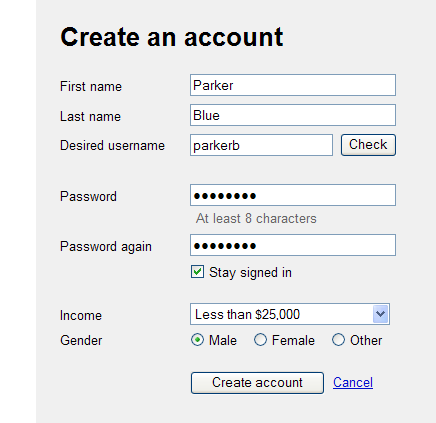 Create an account
First name Parker
Last name Blue
Desired username parkerb Check
Password ●●●●●●●●
At least 8 characters
Password again ●●●●●●●●
Stay signed in
Income Less than $25,000
Gender Male Female Other
Create account Cancel